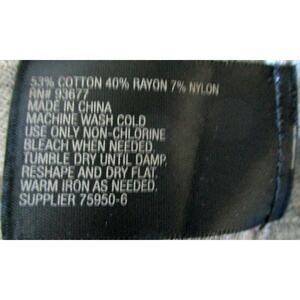 53% COTTON 40% RAYON 7% NYLON
RN# 93677
MADE IN CHINA
MACHINE WASH COLD
USE ONLY NON-CHLORINE
BLEACH WHEN NEEDED.
TUMBLE DRY UNTIL DAMP.
RESHAPE AND DRY FLAT.
WARM IRON AS NEEDED.
SUPPLIER 75950-6